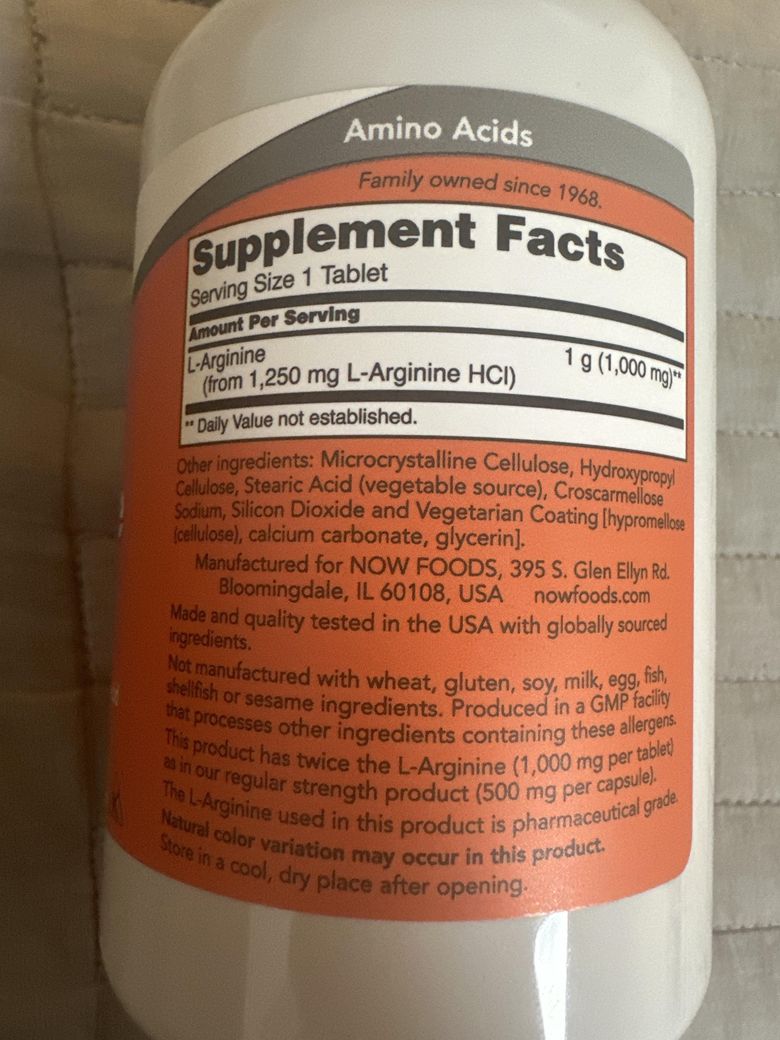 Amino Acids
Family owned since 1968.
Supplement Facts
Serving Size 1 Tablet
Amount Per Serving
L-Arginine 1 g (1,000 mg)**
(from 1,250 mg L-Arginine HCl)
** Daily Value not established.
Other ingredients: Microcrystalline Cellulose, Hydroxypropyl
Cellulose, Stearic Acid (vegetable source), Croscarmellose
Sodium, Silicon Dioxide and Vegetarian Coating [hypromellose
(cellulose), calcium carbonate, glycerin].
Manufactured for NOW FOODS, 395 S. Glen Ellyn Rd.
Bloomingdale, IL 60108, USA nowfoods.com
Made and quality tested in the USA with globally sourced
ingredients.
Not manufactured with wheat, gluten, soy, milk, egg, fish,
shellfish or sesame ingredients. Produced in a GMP facility
that processes other ingredients containing these allergens.
This product has twice the L-Arginine (1,000 mg per tablet)
as in our regular strength product (500 mg per capsule).
The L-Arginine used in this product is pharmaceutical grade.
Natural color variation may occur in this product.
Store in a cool, dry place after opening.